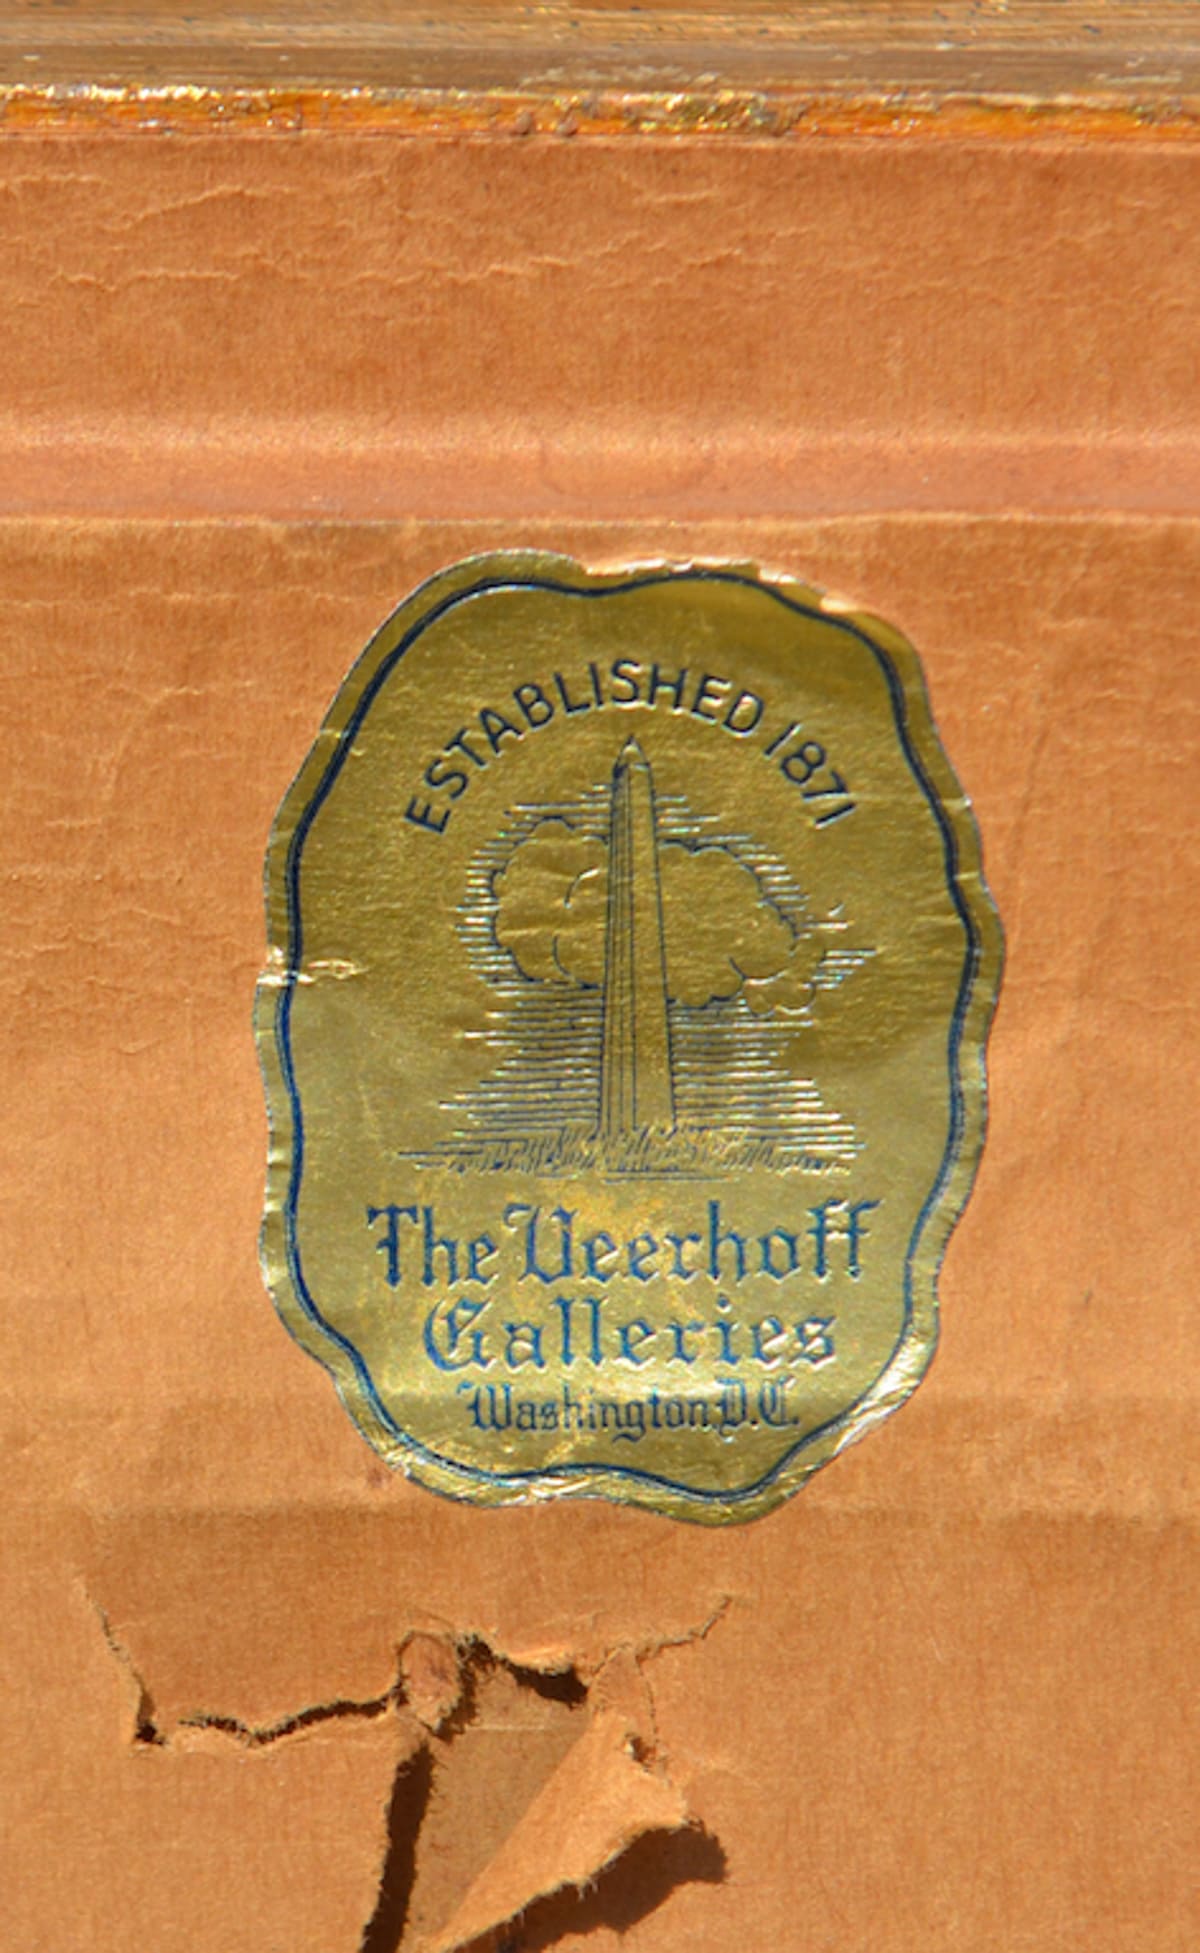 ESTABLISHED 1871
The Veerhoff
Galleries
Washington, D.C.